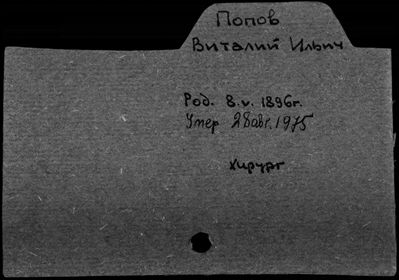 Попов
Виталий Ильич
Род. 8.V.1896г.
Умер 28авг.1975
хирург